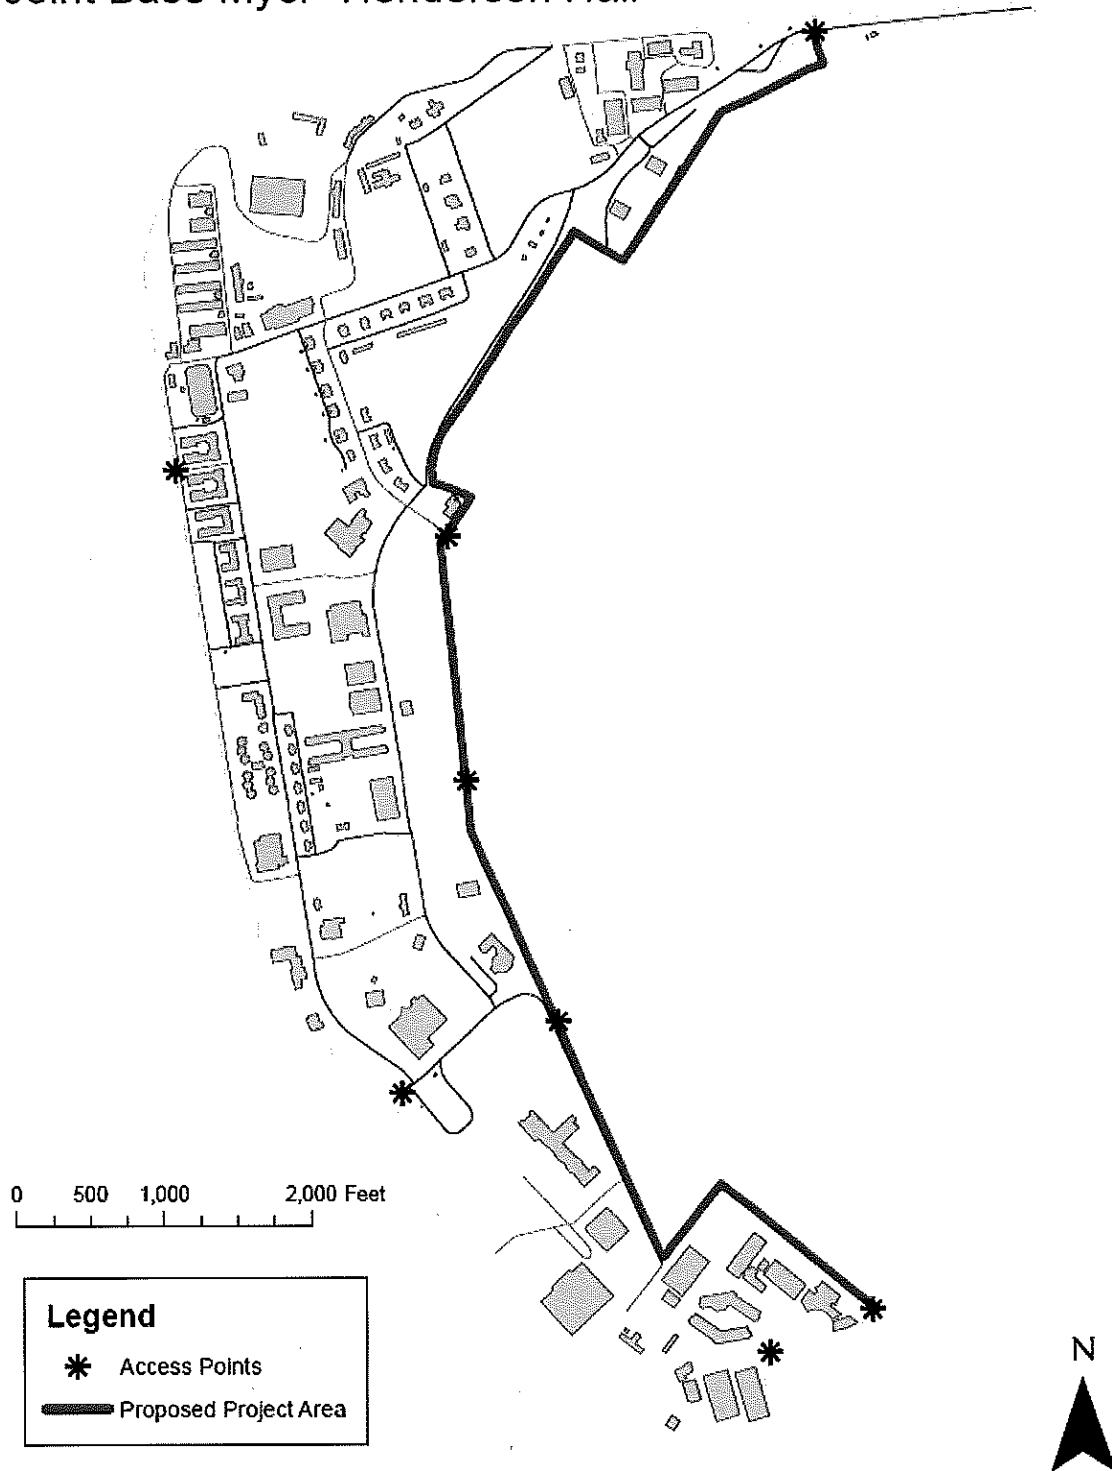 Joint Base Myer- Henderson Hall
0 500 1,000 2,000 Feet
Legend
Access Points
Proposed Project Area
N